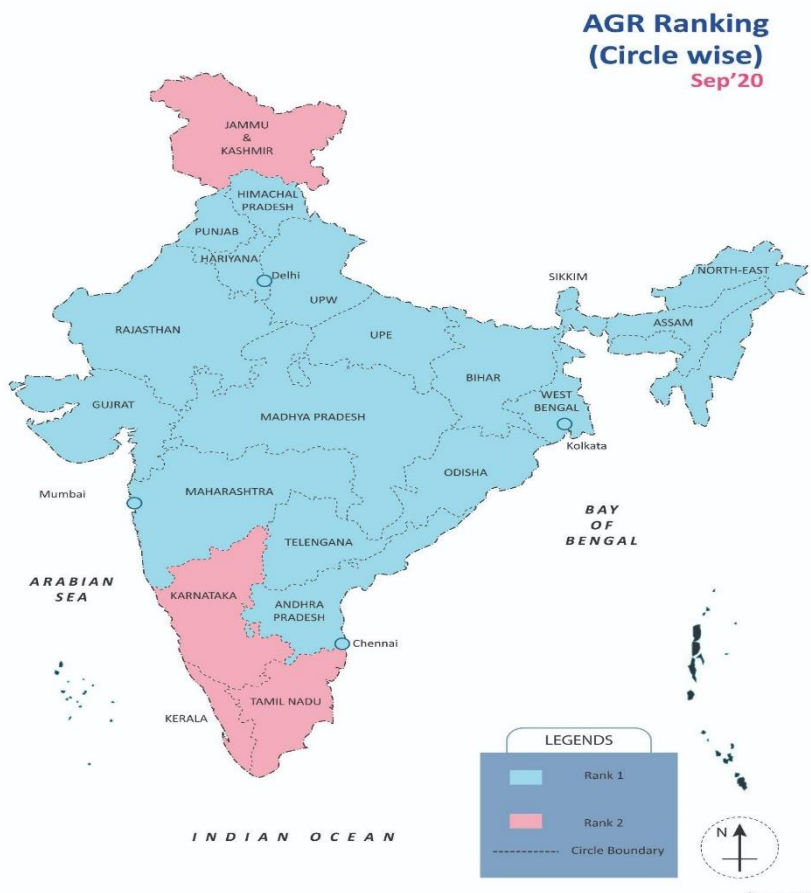 AGR Ranking
(Circle wise)
Sep'20
JAMMU
&
KASHMIR
HIMACHAL
PRADESH
PUNJAB
HARIYANA
Delhi
UPW
SIKKIM
NORTH-EAST
RAJASTHAN
UPE
ASSAM
BIHAR
GUJRAT
MADHYA PRADESH
WEST
BENGAL
Kolkata
ODISHA
Mumbai
MAHARASHTRA
BAY
OF
BENGAL
TELENGANA
ARABIAN
SEA
KARNATAKA
ANDHRA
PRADESH
Chennai
TAMIL NADU
KERALA
LEGENDS
Rank 1
Rank 2
Circle Boundary
N
INDIAN OCEAN